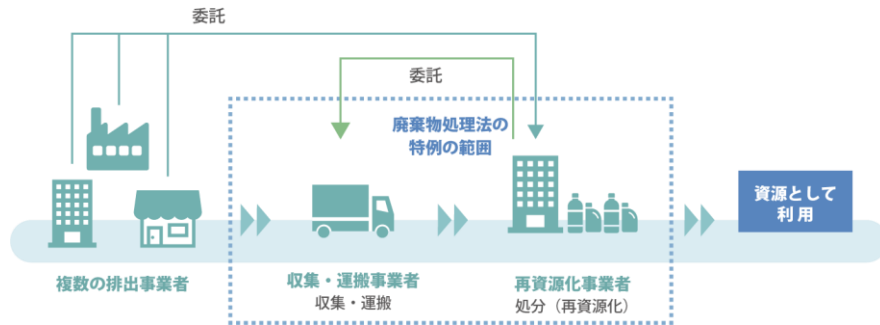 委託
委託
廃棄物処理法の
特例の範囲
資源として
利用
複数の排出事業者
収集・運搬事業者
収集・運搬
再資源化事業者
処分（再資源化）